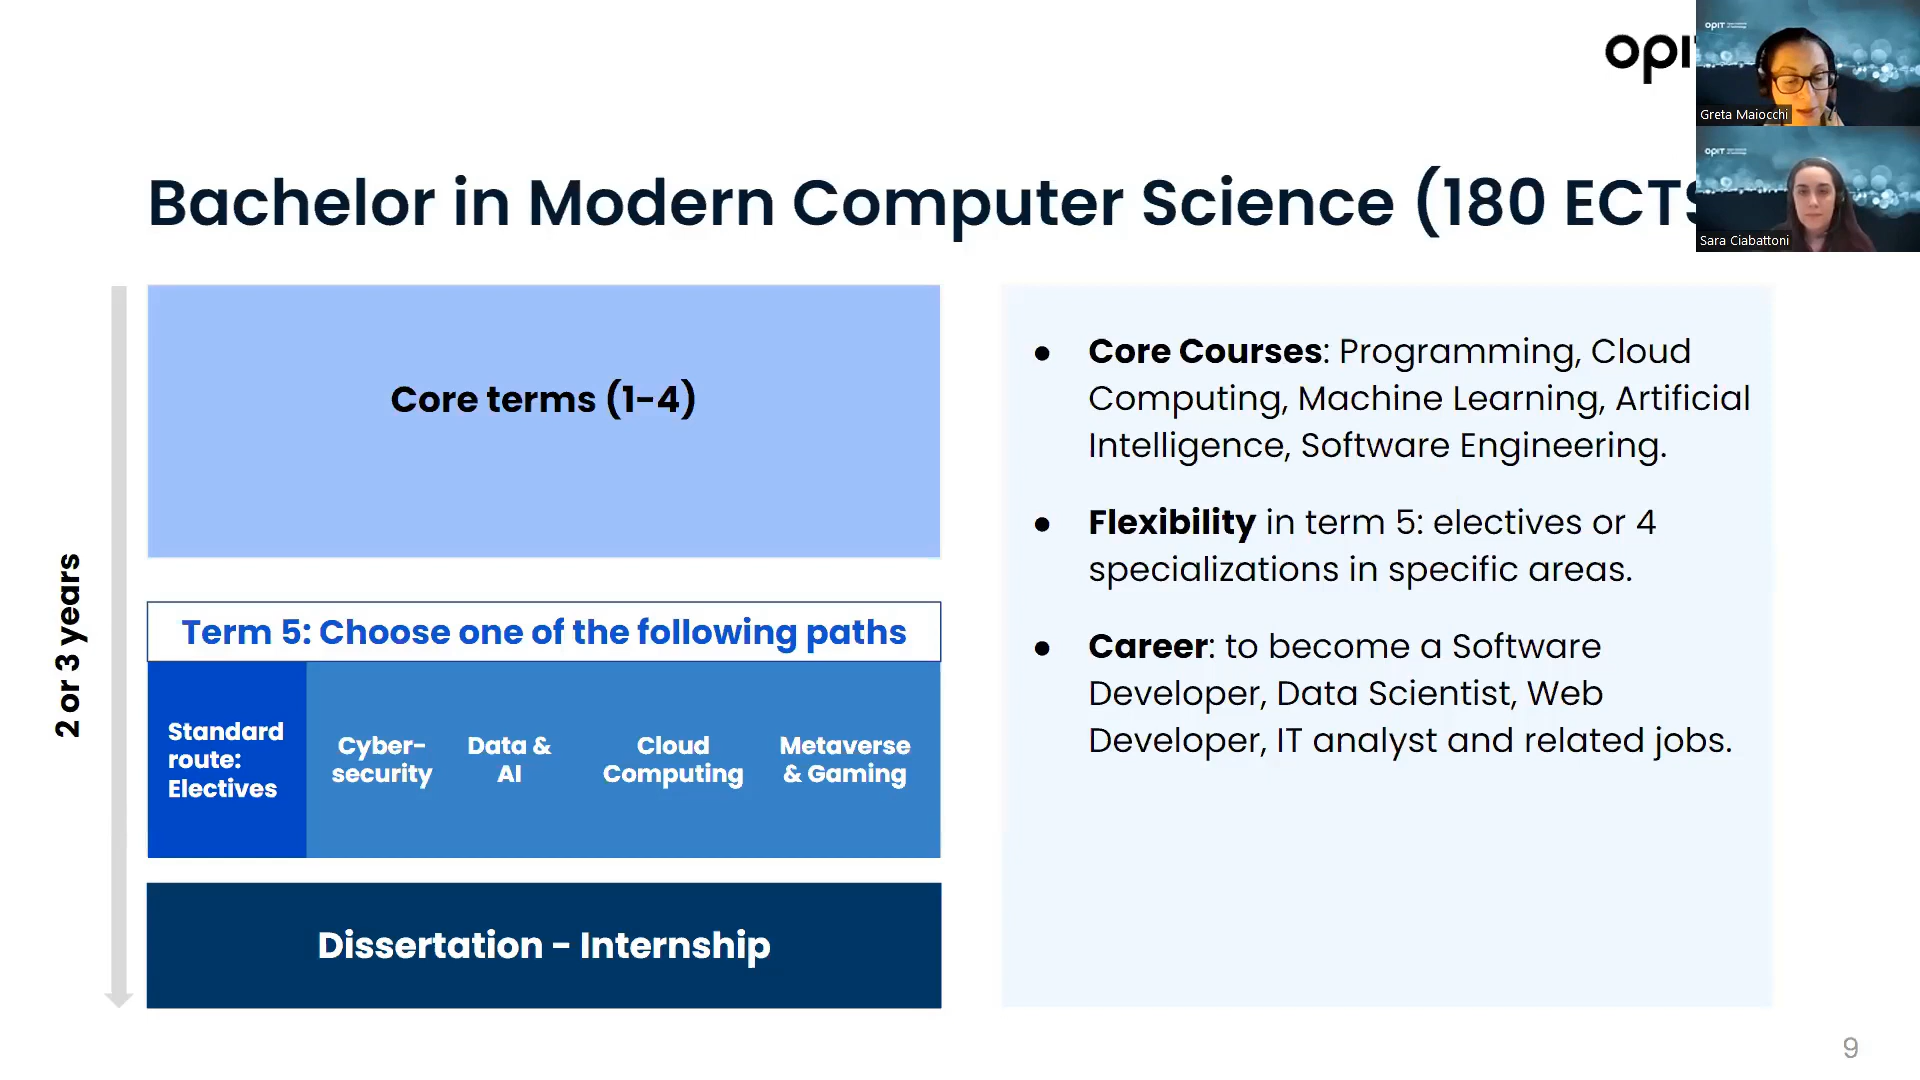 opi
OPIT
Greta Maiocchi
OPIT
Sara Ciabattoni
Bachelor in Modern Computer Science (180 ECTS
2 or 3 years
Core terms (1-4)
Term 5: Choose one of the following paths
Standard
route:
Electives
Cyber-
security
Data &
AI
Cloud
Computing
Metaverse
& Gaming
Dissertation - Internship
● Core Courses: Programming, Cloud
Computing, Machine Learning, Artificial
Intelligence, Software Engineering.
● Flexibility in term 5: electives or 4
specializations in specific areas.
● Career: to become a Software
Developer, Data Scientist, Web
Developer, IT analyst and related jobs.
9